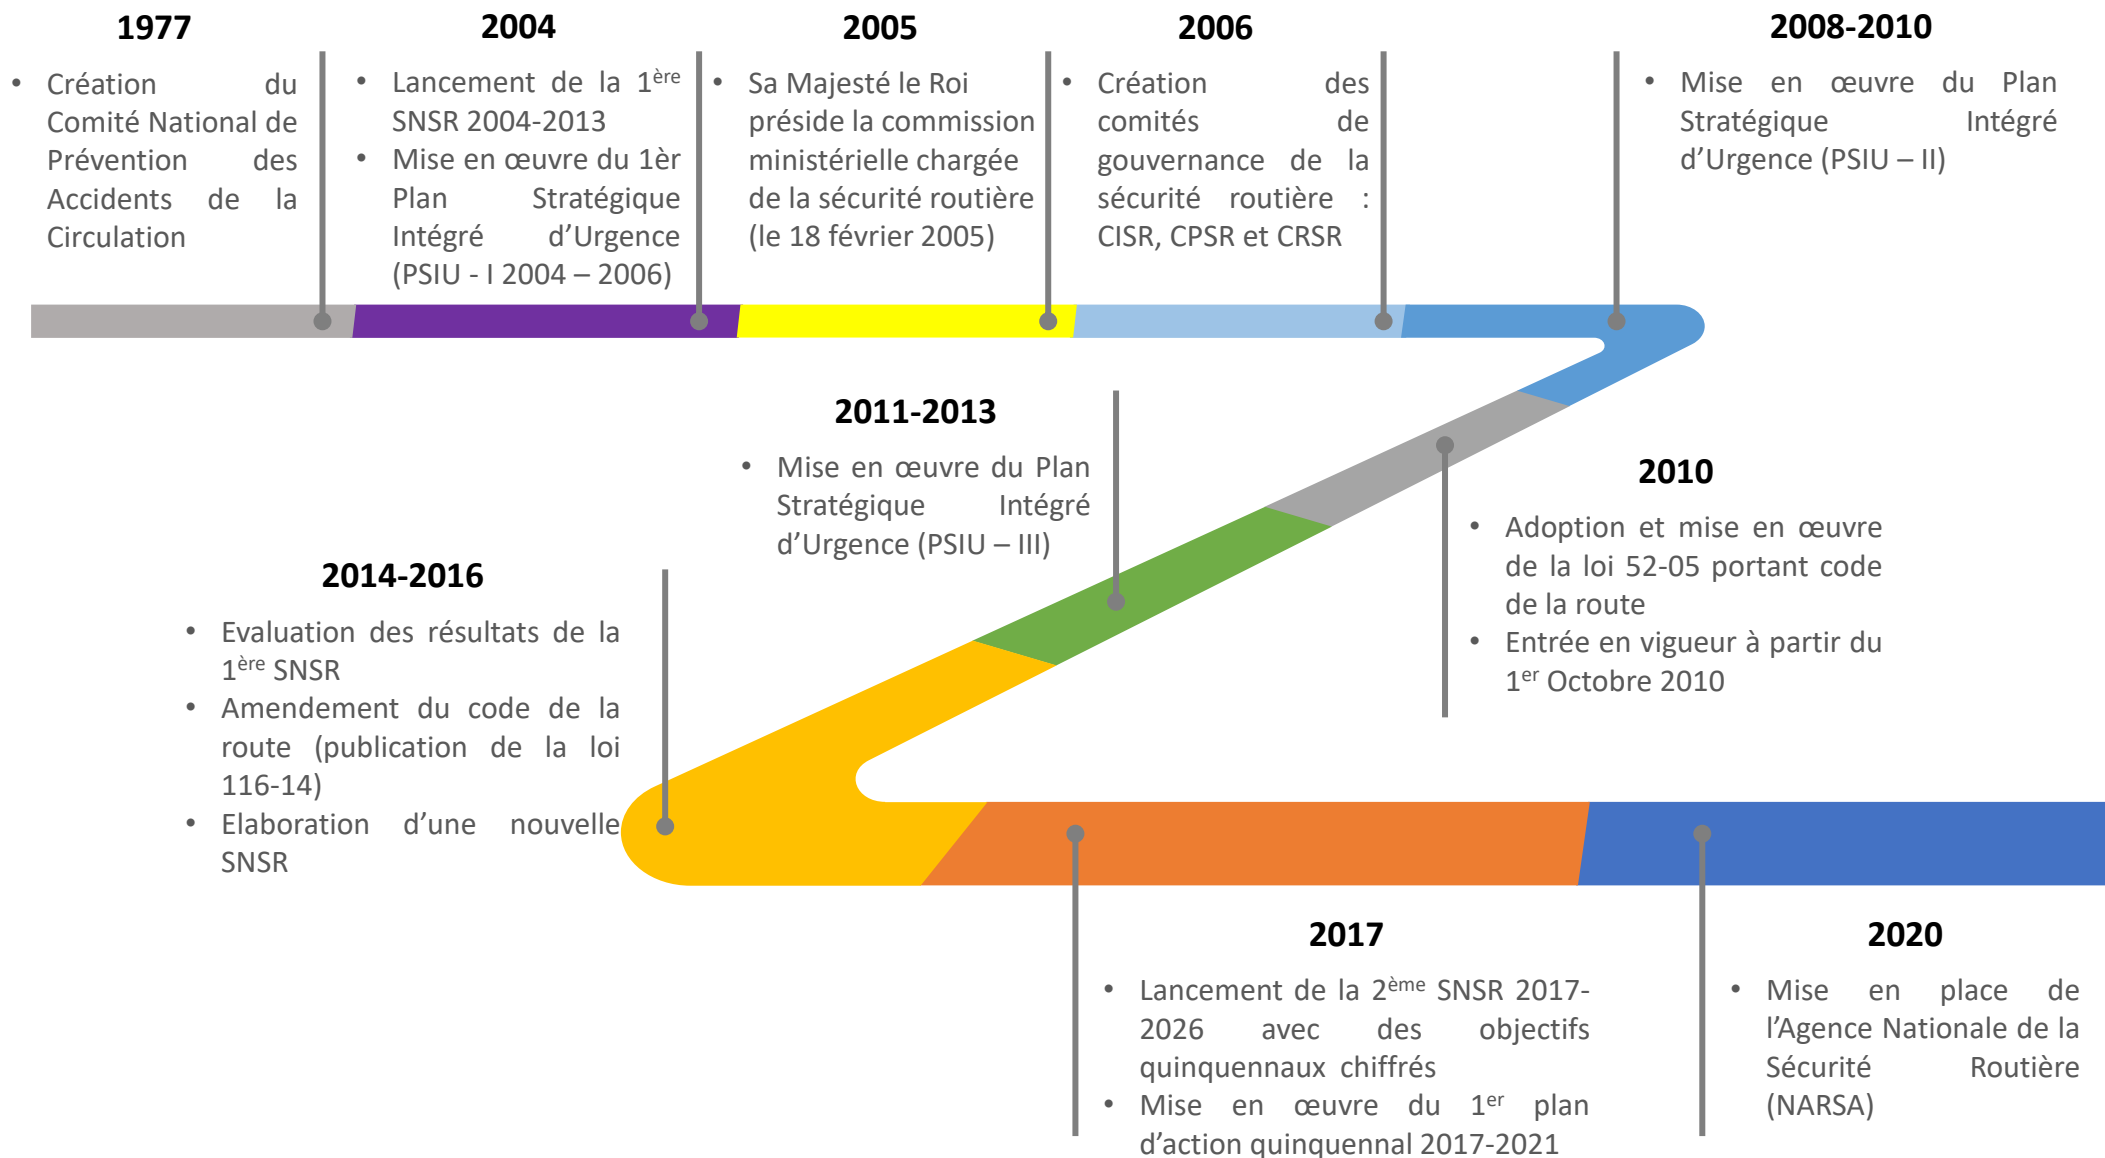 1977
• Création du
Comité National de
Prévention des
Accidents de la
Circulation
2004
• Lancement de la 1ère
SNSR 2004-2013
• Mise en œuvre du 1èr
Plan Stratégique
Intégré d’Urgence
(PSIU - I 2004 – 2006)
2005
• Sa Majesté le Roi
préside la commission
ministérielle chargée
de la sécurité routière
(le 18 février 2005)
2006
• Création des
comités de
gouvernance de la
sécurité routière :
CISR, CPSR et CRSR
2008-2010
• Mise en œuvre du Plan
Stratégique Intégré
d’Urgence (PSIU – II)
2010
• Adoption et mise en œuvre
de la loi 52-05 portant code
de la route
• Entrée en vigueur à partir du
1er Octobre 2010
2011-2013
• Mise en œuvre du Plan
Stratégique Intégré
d’Urgence (PSIU – III)
2014-2016
• Evaluation des résultats de la
1ère SNSR
• Amendement du code de la
route (publication de la loi
116-14)
• Elaboration d’une nouvelle
SNSR
2017
• Lancement de la 2ème SNSR 2017-
2026 avec des objectifs
quinquennaux chiffrés
• Mise en œuvre du 1er plan
d’action quinquennal 2017-2021
2020
• Mise en place de
l’Agence Nationale de la
Sécurité Routière
(NARSA)